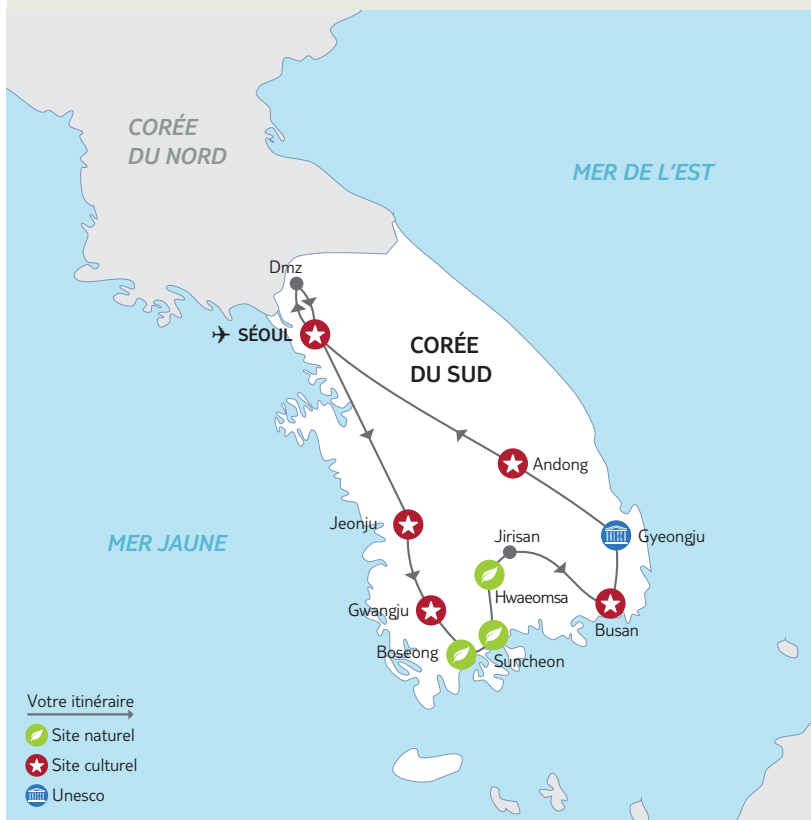 CORÉE
DU NORD
MER DE L'EST
Dmz
SÉOUL
CORÉE
DU SUD
Andong
Jeonju
Jirisan
Gyeongju
MER JAUNE
Hwaeomsa
Gwangju
Busan
Boseong
Suncheon
Votre itinéraire
Site naturel
Site culturel
Unesco